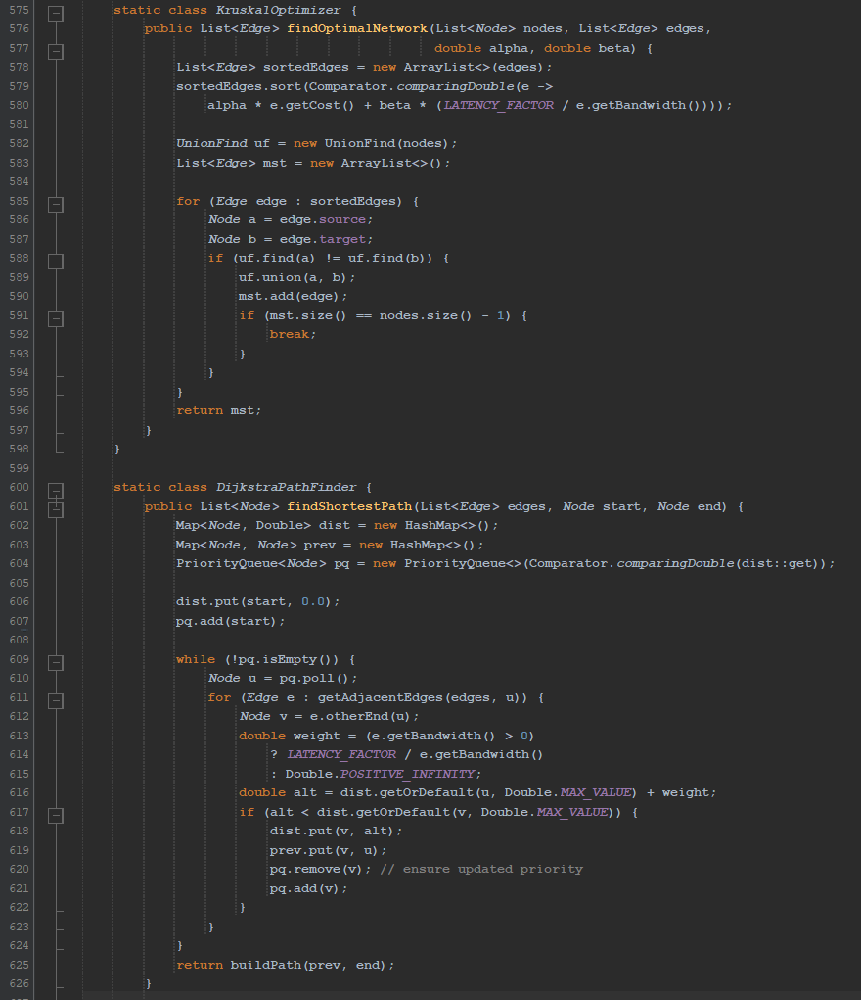 575 static class KruskalOptimizer {
576 public List<Edge> findOptimalNetwork(List<Node> nodes, List<Edge> edges,
577 double alpha, double beta) {
578 List<Edge> sortedEdges = new ArrayList<>(edges);
579 sortedEdges.sort(Comparator.comparingDouble(e ->
580 alpha * e.getCost() + beta * (LATENCY_FACTOR / e.getBandwidth())));
581
582 UnionFind uf = new UnionFind(nodes);
583 List<Edge> mst = new ArrayList<>();
584
585 for (Edge edge : sortedEdges) {
586 Node a = edge.source;
587 Node b = edge.target;
588 if (uf.find(a) != uf.find(b)) {
589 uf.union(a, b);
590 mst.add(edge);
591 if (mst.size() == nodes.size() - 1) {
592 break;
593 }
594 }
595 }
596 return mst;
597 }
598 }
599
600 static class DijkstraPathFinder {
601 public List<Node> findShortestPath(List<Edge> edges, Node start, Node end) {
602 Map<Node, Double> dist = new HashMap<>();
603 Map<Node, Node> prev = new HashMap<>();
604 PriorityQueue<Node> pq = new PriorityQueue<>(Comparator.comparingDouble(dist::get));
605
606 dist.put(start, 0.0);
607 pq.add(start);
608
609 while (!pq.isEmpty()) {
610 Node u = pq.poll();
611 for (Edge e : getAdjacentEdges(edges, u)) {
612 Node v = e.otherEnd(u);
613 double weight = (e.getBandwidth() > 0)
614 ? LATENCY_FACTOR / e.getBandwidth()
615 : Double.POSITIVE_INFINITY;
616 double alt = dist.getOrDefault(u, Double.MAX_VALUE) + weight;
617 if (alt < dist.getOrDefault(v, Double.MAX_VALUE)) {
618 dist.put(v, alt);
619 prev.put(v, u);
620 pq.remove(v); // ensure updated priority
621 pq.add(v);
622 }
623 }
624 }
625 return buildPath(prev, end);
626 }